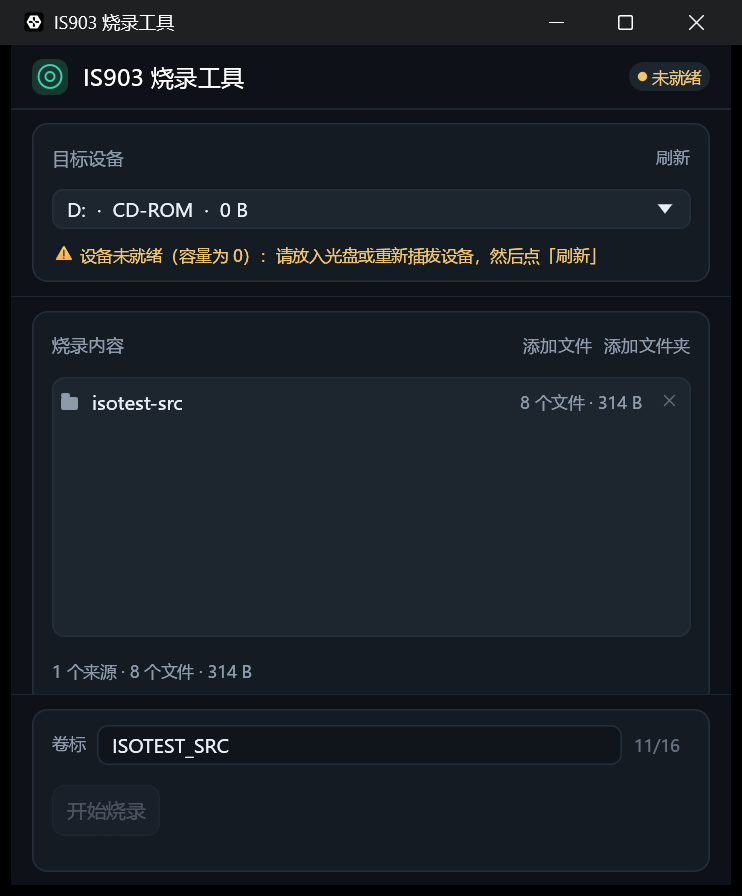 IS903 烧录工具
IS903 烧录工具
未就绪
目标设备
刷新
D: · CD-ROM · 0 B
设备未就绪（容量为 0）：请放入光盘或重新插拔设备，然后点「刷新」
烧录内容
添加文件 添加文件夹
isotest-src
8 个文件 · 314 B
1 个来源 · 8 个文件 · 314 B
卷标
ISOTEST_SRC
11/16
开始烧录